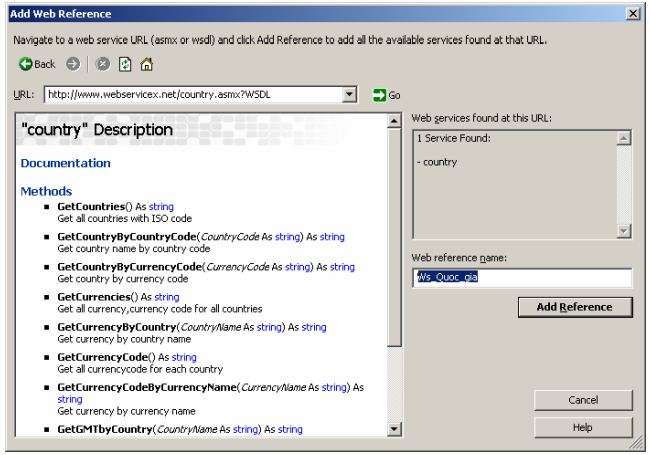 Add Web Reference
Navigate to a web service URL (asmx or wsdl) and click Add Reference to add all the available services found at that URL.
Back
URL: http://www.webservicex.net/country.asmx?WSDL Go
"country" Description
Documentation
Methods
GetCountries() As string
Get all countries with ISO code
GetCountryByCountryCode(CountryCode As string) As string
Get country name by country code
GetCountryByCurrencyCode(CurrencyCode As string) As string
Get country by currency code
GetCurrencies() As string
Get all currency,currency code for all countries
GetCurrencyByCountry(CountryName As string) As string
Get currency by country name
GetCurrencyCode() As string
Get all currencycode for each country
GetCurrencyCodeByCurrencyName(CurrencyName As string) As
string
Get currency by currency name
GetGMTbyCountry(CountryName As string) As string
Web services found at this URL:
1 Service Found:
- country
Web reference name:
Ws_Quoc_gia
Add Reference
Cancel
Help